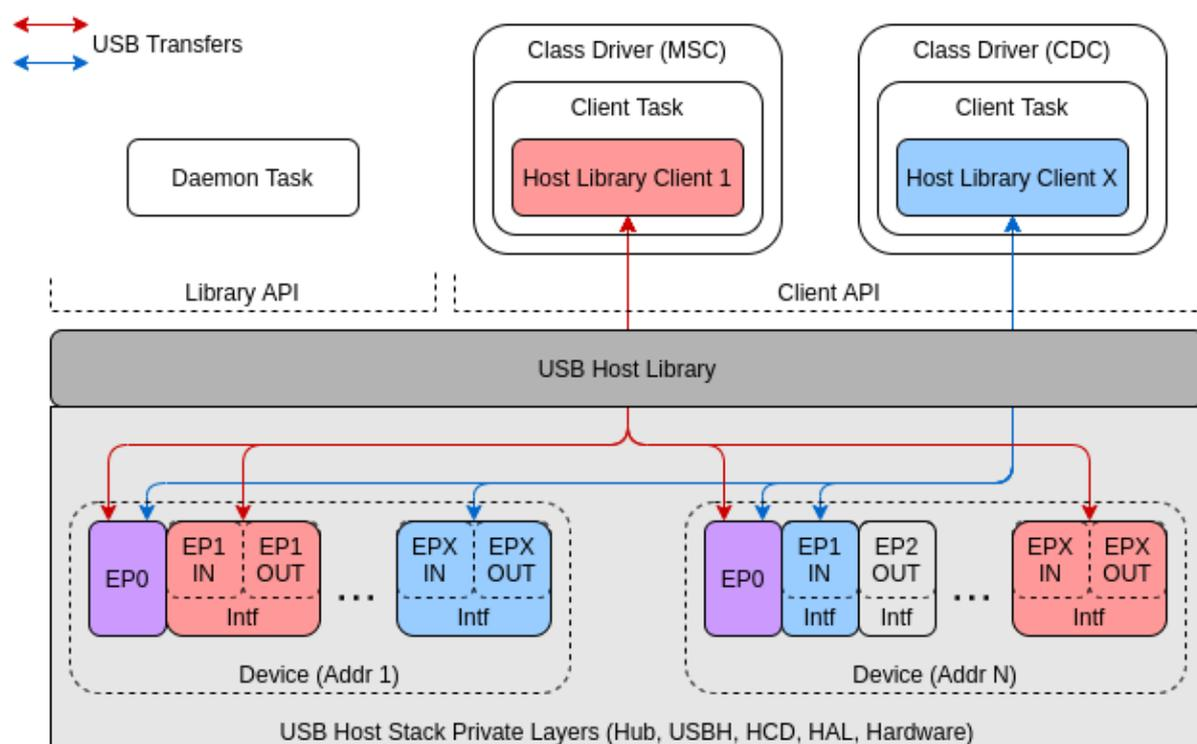 USB Transfers
Class Driver (MSC)
Class Driver (CDC)
Client Task
Client Task
Daemon Task
Host Library Client 1
Host Library Client X
Library API
Client API
USB Host Library
EP0
EP1
IN
EP1
OUT
Intf
...
EPX
IN
EPX
OUT
Intf
Device (Addr 1)
EP0
EP1
IN
Intf
EP2
OUT
Intf
...
EPX
IN
EPX
OUT
Intf
Device (Addr N)
USB Host Stack Private Layers (Hub, USBH, HCD, HAL, Hardware)